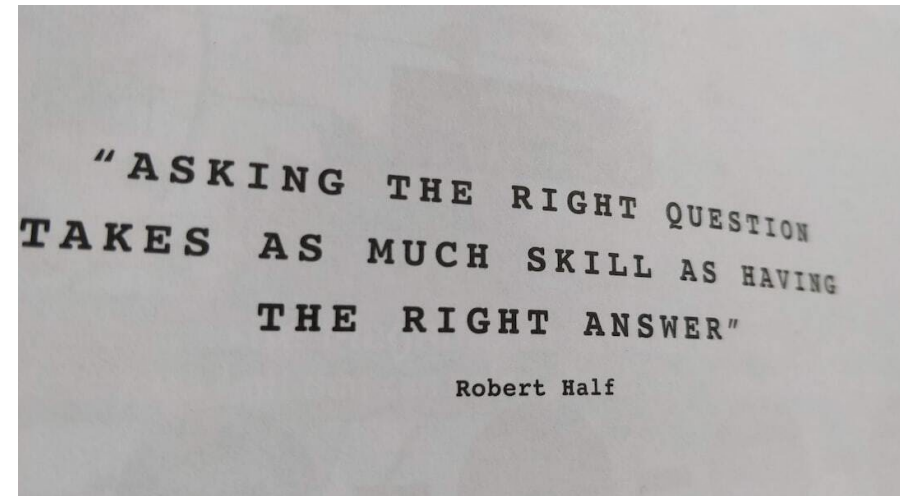 “ASKING THE RIGHT QUESTION
TAKES AS MUCH SKILL AS HAVING
THE RIGHT ANSWER”
Robert Half